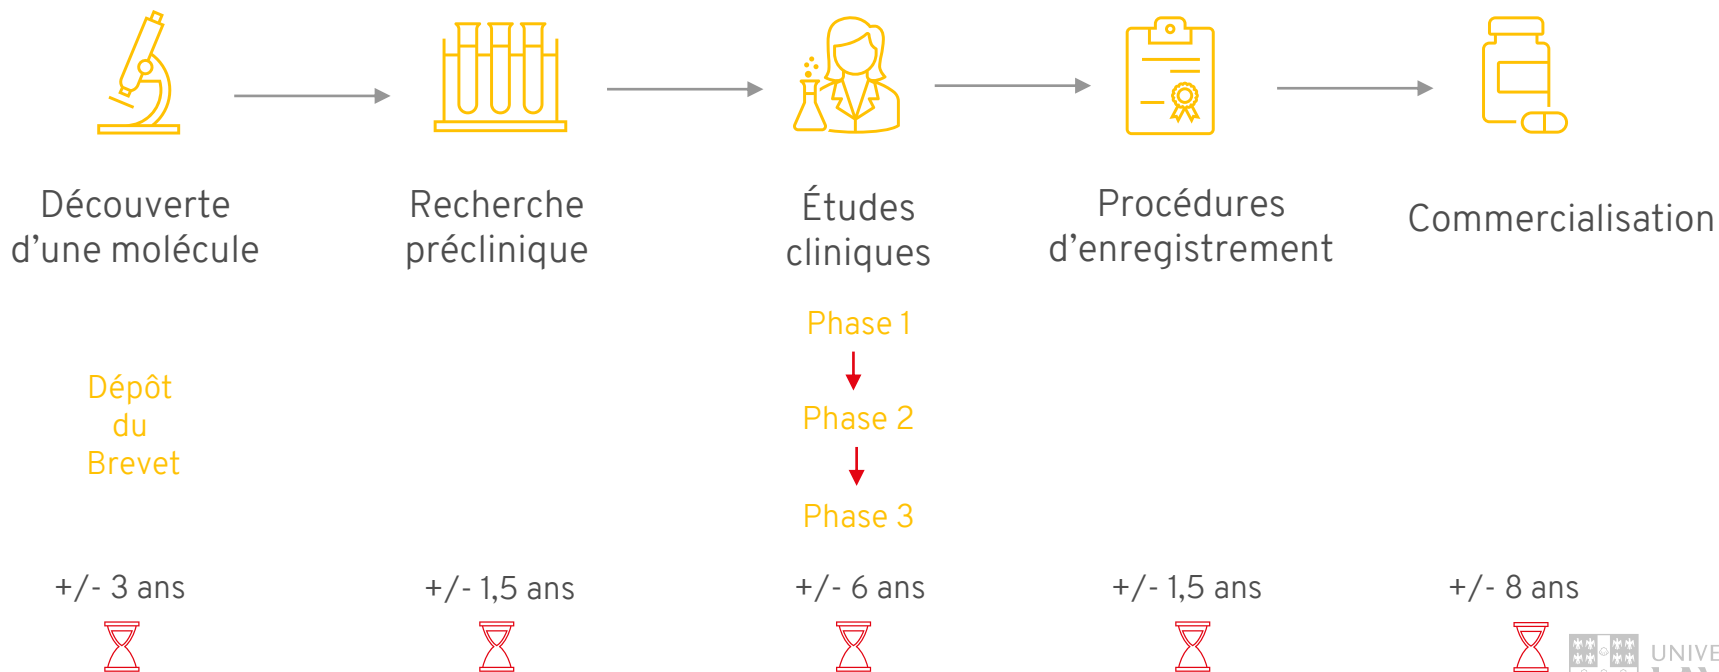 Découverte
d'une molécule
Recherche
préclinique
Études
cliniques
Procédures
d'enregistrement
Commercialisation
Dépôt
du
Brevet
Phase 1
Phase 2
Phase 3
+/- 3 ans
+/- 1,5 ans
+/- 6 ans
+/- 1,5 ans
+/- 8 ans
UNIVE